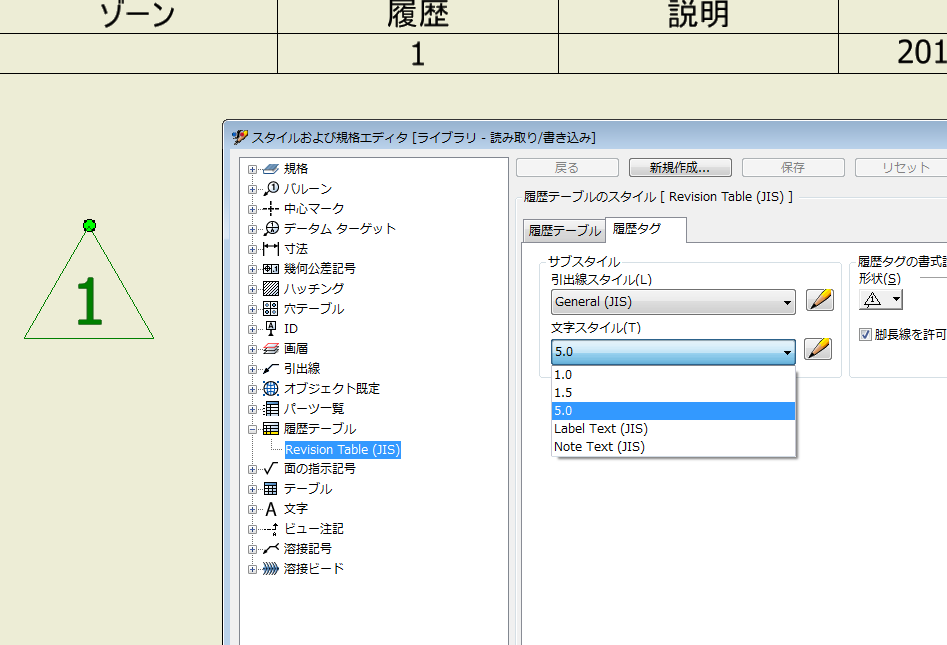 ゾーン 履歴 説明
1 201
スタイルおよび規格エディタ [ライブラリ - 読み取り/書き込み]
戻る 新規作成... 保存 リセット
規格
バルーン
中心マーク
データム ターゲット
寸法
幾何公差記号
ハッチング
穴テーブル
ID
画層
引出線
オブジェクト既定
パーツ一覧
履歴テーブル
Revision Table (JIS)
面の指示記号
テーブル
文字
ビュー注記
溶接記号
溶接ビード
履歴テーブルのスタイル [ Revision Table (JIS) ]
履歴テーブル 履歴タグ
サブスタイル
引出線スタイル(L)
General (JIS)
文字スタイル(T)
5.0
1.0
1.5
5.0
Label Text (JIS)
Note Text (JIS)
履歴タグの書式
形状(S)
脚長線を許可
1